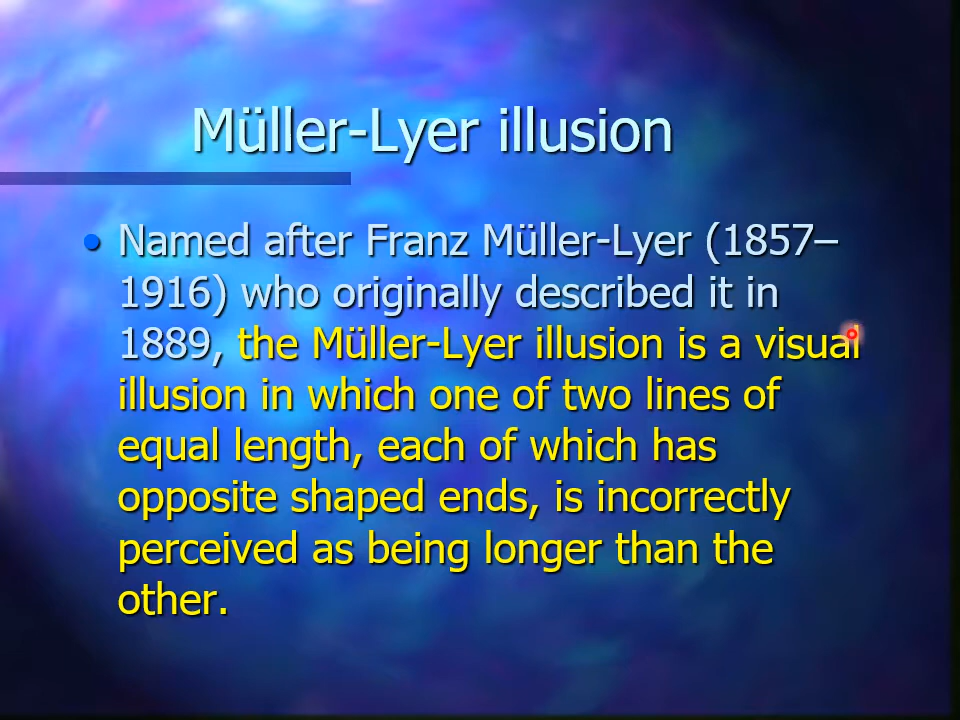 Müller-Lyer illusion
• Named after Franz Müller-Lyer (1857–
1916) who originally described it in
1889, the Müller-Lyer illusion is a visual
illusion in which one of two lines of
equal length, each of which has
opposite shaped ends, is incorrectly
perceived as being longer than the
other.